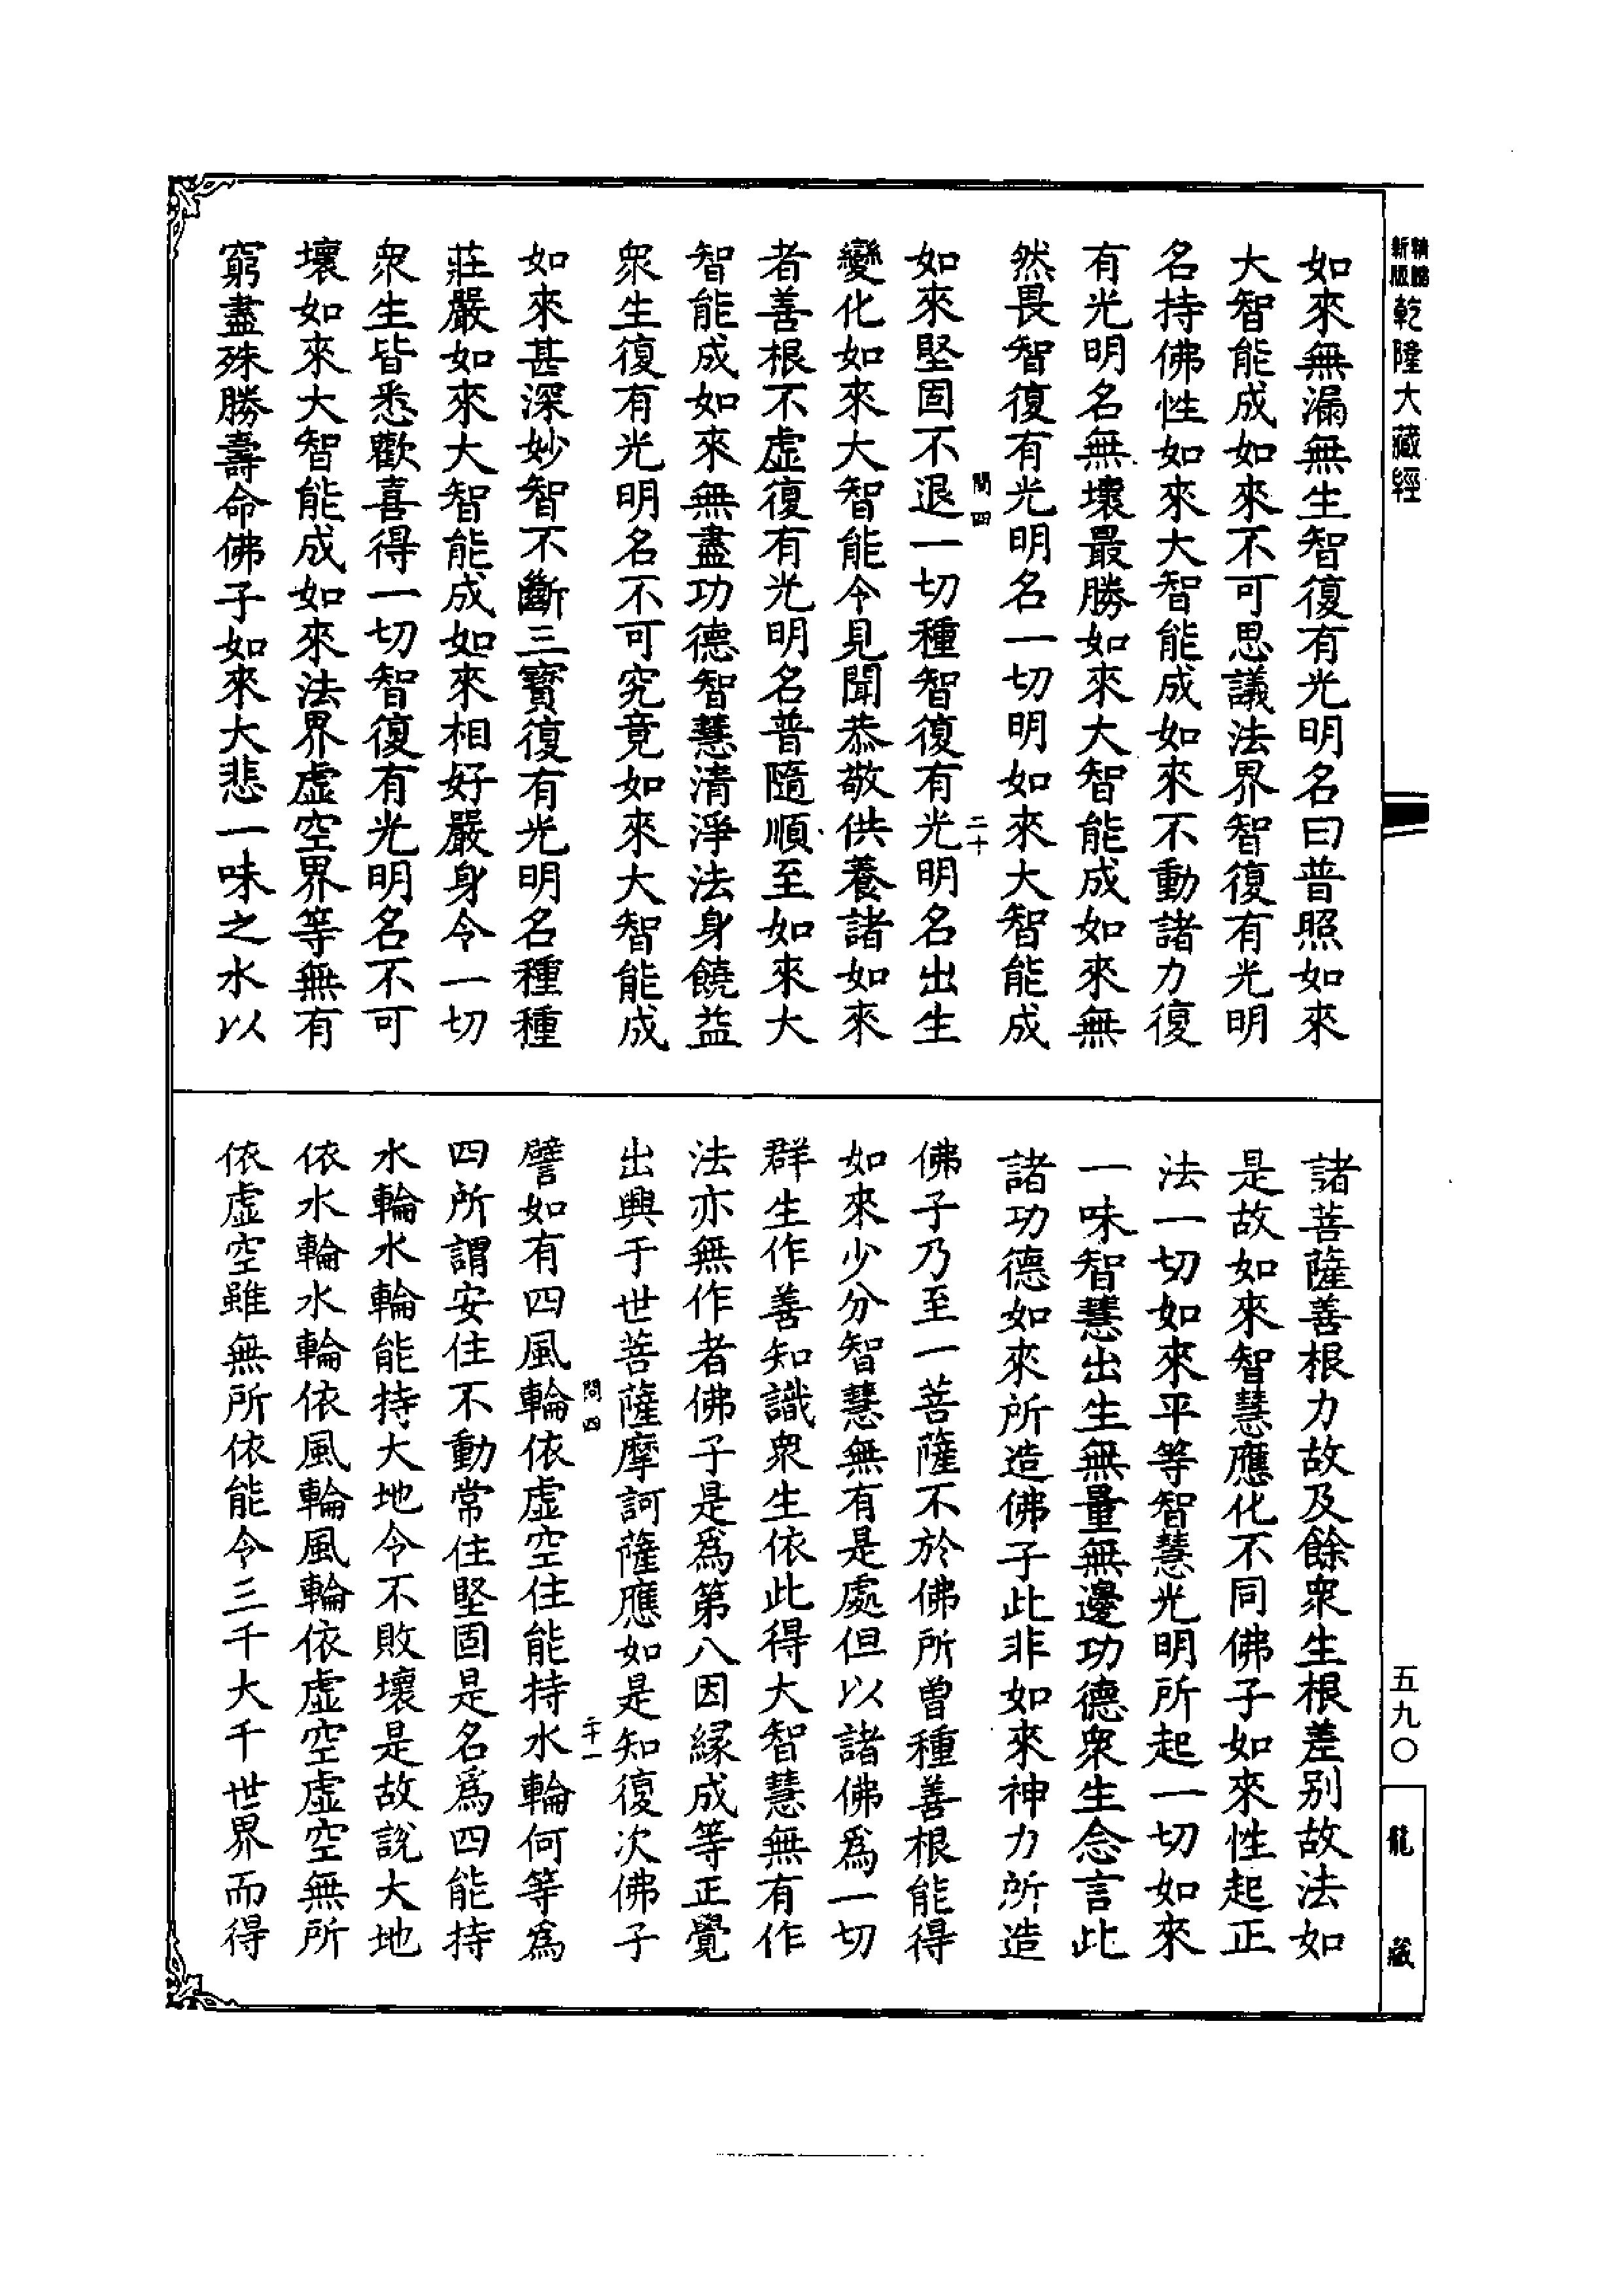 精縮新版乾隆大藏經
如來無漏無生智復有光明名曰普照如來
大智能成如來不可思議法界智復有光明
名持佛性如來大智能成如來不動諸力復
有光明名無壞最勝如來大智能成如來無
然畏智復有光明名一切明如來大智能成
問四
二十
如來堅固不退一切種智復有光明名出生
變化如來大智能令見聞恭敬供養諸如來
者善根不虛復有光明名普隨順至如來大
智能成如來無盡功德智慧清淨法身饒益
衆生復有光明名不可究竟如來大智能成
如來甚深妙智不斷三寶復有光明名種種
莊嚴如來大智能成如來相好嚴身令一切
衆生皆悉歡喜得一切智復有光明名不可
壞如來大智能成如來法界虛空界等無有
窮盡殊勝壽命佛子如來大悲一味之水以
諸菩薩善根力故及餘衆生根差别故法如
是故如來智慧應化不同佛子如來性起正
法一切如來平等智慧光明所起一切如來
一味智慧出生無量無邊功德衆生念言此
諸功德如來所造佛子此非如來神力所造
佛子乃至一菩薩不於佛所曾種善根能得
如來少分智慧無有是處但以諸佛爲一切
群生作善知識衆生依此得大智慧無有作
法亦無作者佛子是爲第八因緣成等正覺
出興于世菩薩摩訶薩應如是知復次佛子
問四
二十一
譬如有四風輪依虛空住能持水輪何等爲
四所謂安住不動常住堅固是名爲四能持
水輪水輪能持大地令不敗壞是故說大地
依水輪水輪依風輪風輪依虛空虛空無所
依虛空雖無所依能令三千大千世界而得
五九〇
龍藏